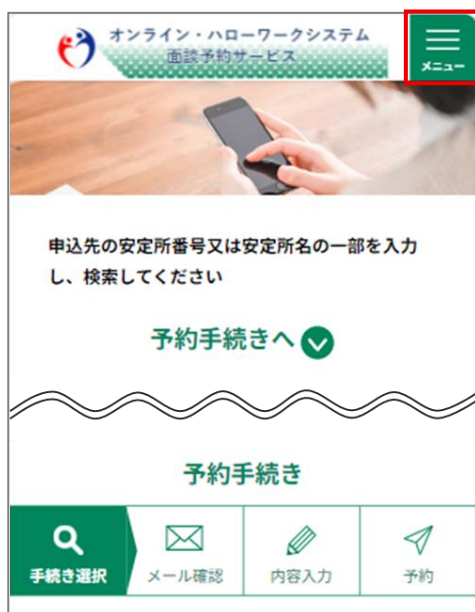 オンライン・ハローワークシステム
面談予約サービス
メニュー
申込先の安定所番号又は安定所名の一部を入力
し、検索してください
予約手続きへ
予約手続き
手続き選択
メール確認
内容入力
予約